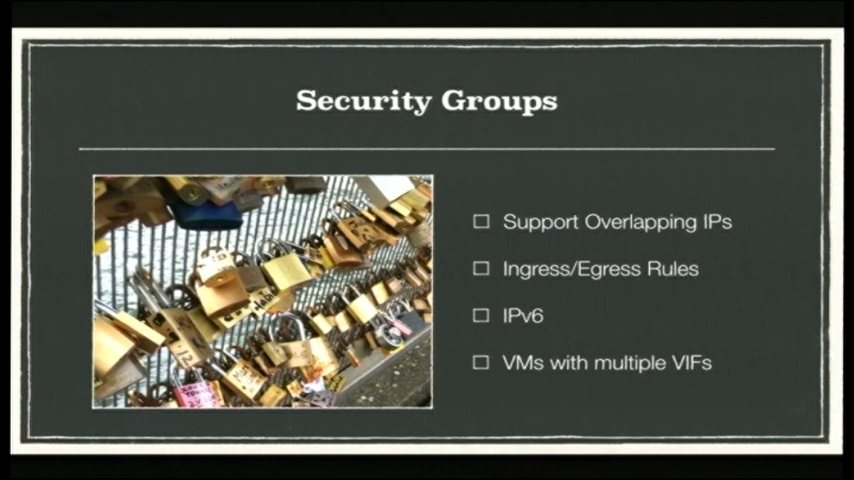 Security Groups
Support Overlapping IPs
Ingress/Egress Rules
IPv6
VMs with multiple VIFs